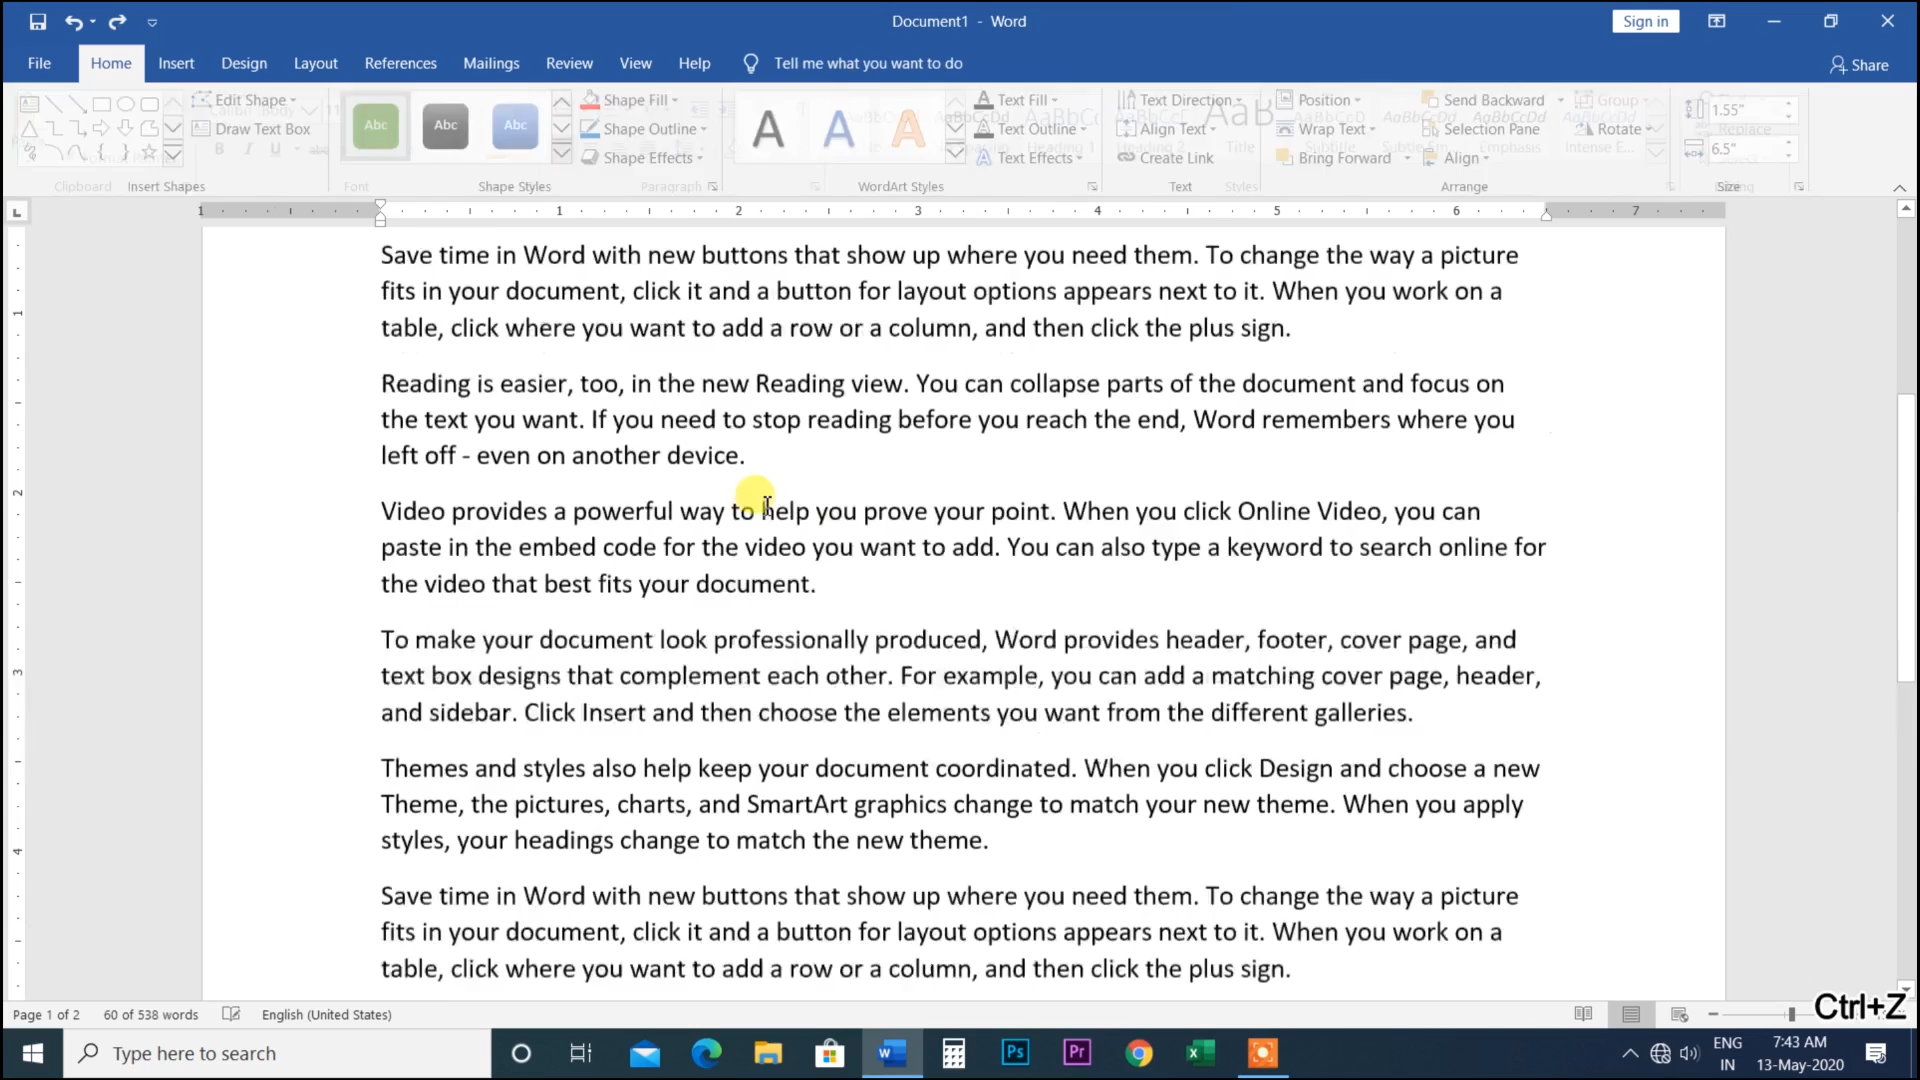 Document1 - Word
Sign in
File Home Insert Design Layout References Mailings Review View Help Tell me what you want to do
Share
Edit Shape
Draw Text Box
Insert Shapes
Clipboard
Abc Abc Abc
Shape Fill
Shape Outline
Shape Effects
Shape Styles
Font
Paragraph
A A A
WordArt Styles
Text Fill
Text Outline
Text Effects
Text Direction
Align Text
Create Link
Text
Styles
Position
Wrap Text
Bring Forward
Send Backward
Selection Pane
Align
Group
Rotate
Arrange
1.55"
6.5"
Size
1 1 2 3 4 5 6 7
Save time in Word with new buttons that show up where you need them. To change the way a picture
fits in your document, click it and a button for layout options appears next to it. When you work on a
table, click where you want to add a row or a column, and then click the plus sign.
Reading is easier, too, in the new Reading view. You can collapse parts of the document and focus on
the text you want. If you need to stop reading before you reach the end, Word remembers where you
left off - even on another device.
Video provides a powerful way to help you prove your point. When you click Online Video, you can
paste in the embed code for the video you want to add. You can also type a keyword to search online for
the video that best fits your document.
To make your document look professionally produced, Word provides header, footer, cover page, and
text box designs that complement each other. For example, you can add a matching cover page, header,
and sidebar. Click Insert and then choose the elements you want from the different galleries.
Themes and styles also help keep your document coordinated. When you click Design and choose a new
Theme, the pictures, charts, and SmartArt graphics change to match your new theme. When you apply
styles, your headings change to match the new theme.
Save time in Word with new buttons that show up where you need them. To change the way a picture
fits in your document, click it and a button for layout options appears next to it. When you work on a
table, click where you want to add a row or a column, and then click the plus sign.
Page 1 of 2 60 of 538 words English (United States)
Ctrl+Z
Type here to search
Ps Pr
ENG
IN
7:43 AM
13-May-2020